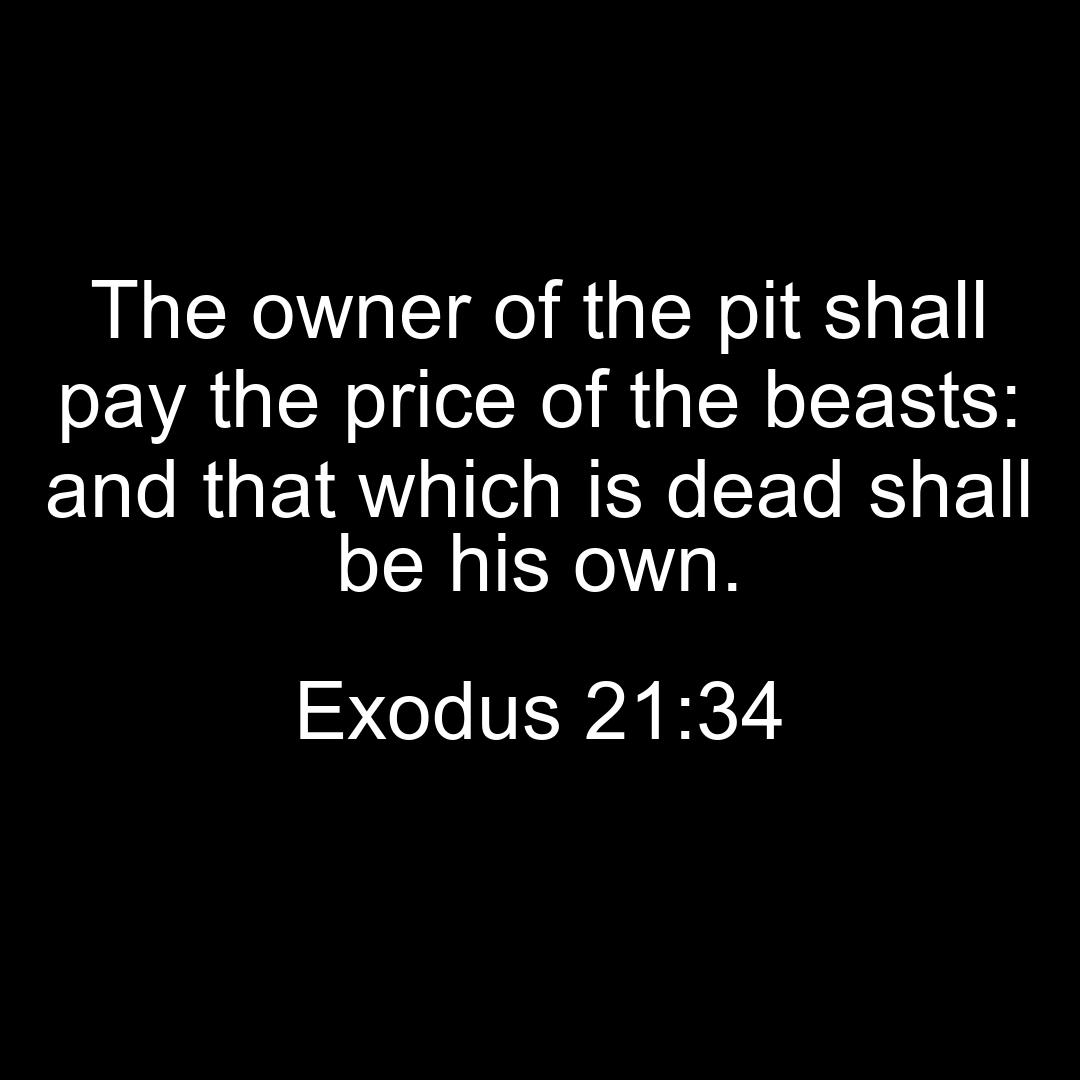 The owner of the pit shall
pay the price of the beasts:
and that which is dead shall
be his own.
Exodus 21:34